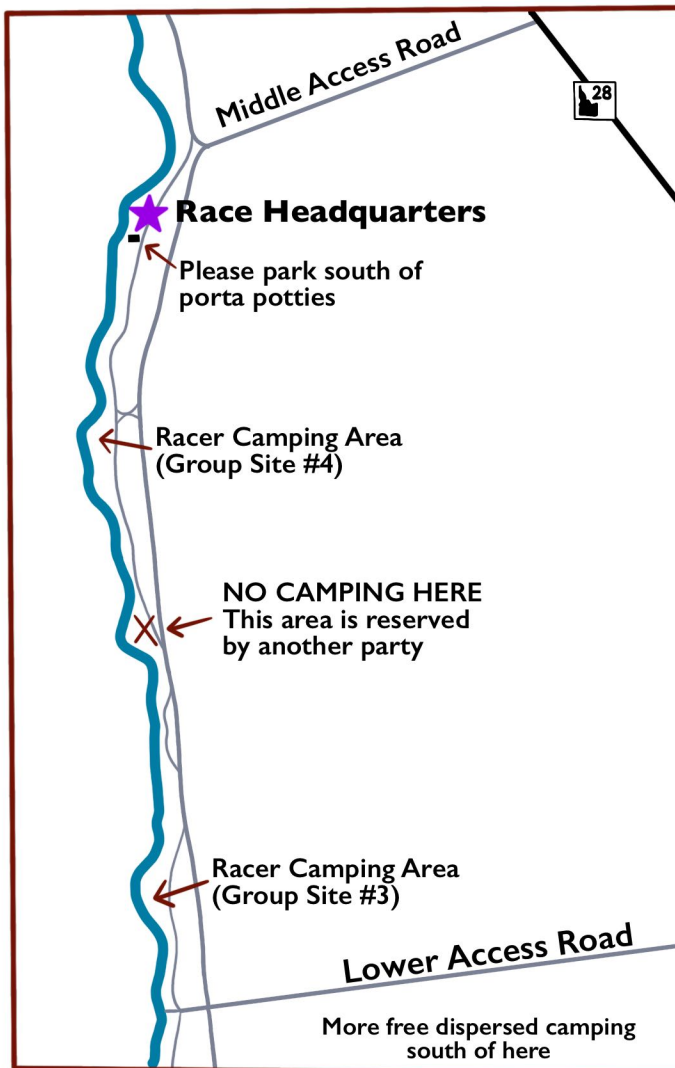 Middle Access Road
28
Race Headquarters
Please park south of
porta potties
Racer Camping Area
(Group Site #4)
NO CAMPING HERE
This area is reserved
by another party
Racer Camping Area
(Group Site #3)
Lower Access Road
More free dispersed camping
south of here